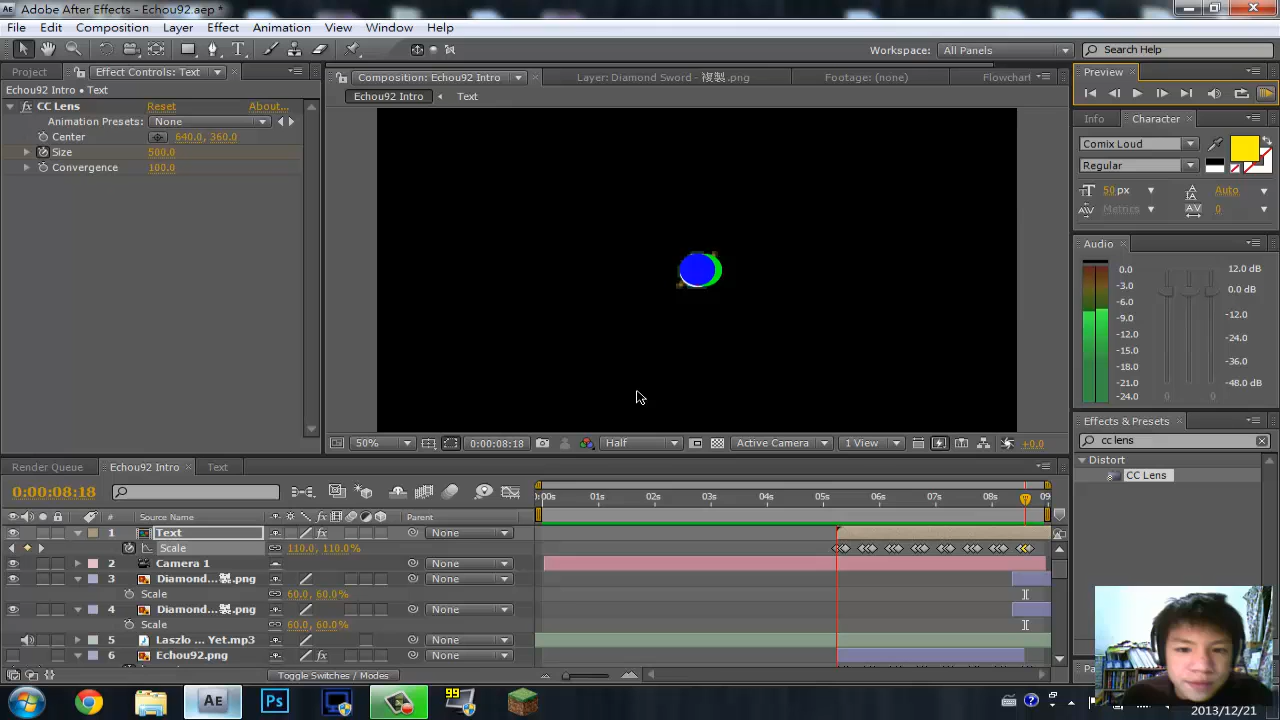 Adobe After Effects - Echou92.aep *
File Edit Composition Layer Effect Animation View Window Help
Workspace: All Panels Search Help
Project Effect Controls: Text
Composition: Echou92 Intro Layer: Diamond Sword - 複製.png Footage: (none) Flowchart
Preview
Echou92 Intro • Text
Echou92 Intro Text
CC Lens Reset About...
Animation Presets: None
Center 640.0, 360.0
Size 500.0
Convergence 100.0
Info Character
Comix Loud
Regular
50 px Auto
Metrics 0
Audio
0.0 12.0 dB
-3.0 0.0 dB
-6.0
-9.0 -12.0
-12.0 -24.0
-15.0
-18.0 -36.0
-21.0
-24.0 -48.0 dB
Effects & Presets
cc lens
Distort
CC Lens
50% 0:00:08:18 Half Active Camera 1 View +0.0
Render Queue Echou92 Intro Text
0:00:08:18
0:00s 01s 02s 03s 04s 05s 06s 07s 08s 09
# Source Name Parent
1 Text None
Scale 110.0, 110.0%
2 Camera 1 None
3 Diamond...製.png None
Scale 60.0, 60.0%
4 Diamond...製.png None
Scale 60.0, 60.0%
5 Laszlo ... Yet.mp3 None
6 Echou92.png None
Toggle Switches / Modes
Ae Ps 99
2013/12/21